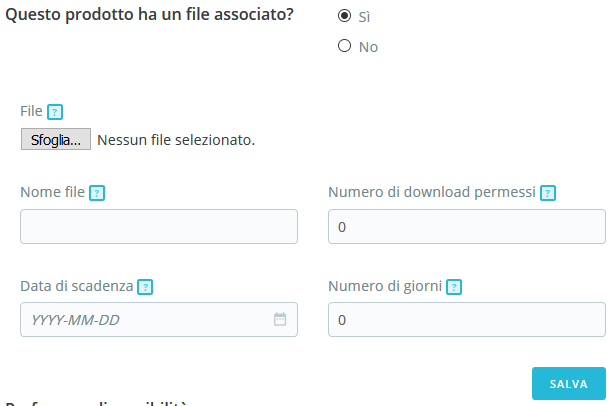 Questo prodotto ha un file associato?
Sì
No
File ?
Sfoglia... Nessun file selezionato.
Nome file ?
Numero di download permessi ?
0
Data di scadenza ?
Numero di giorni ?
YYYY-MM-DD
0
SALVA